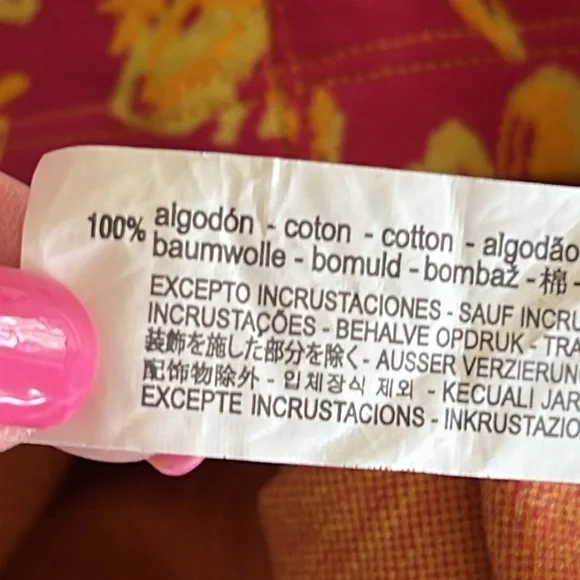 100% algodón - coton - cotton - algodão
baumwolle - bomuld - bombaž - 棉 -
EXCEPTO INCRUSTACIONES - SAUF INCRU
INCRUSTAÇÕES - BEHALVE OPDRUK - TRA
装飾を施した部分を除く - AUSSER VERZIERUN
配饰物除外 - 입체장식 제외 - KECUALI JAR
EXCEPTE INCRUSTACIONS - INKRUSTAZIO